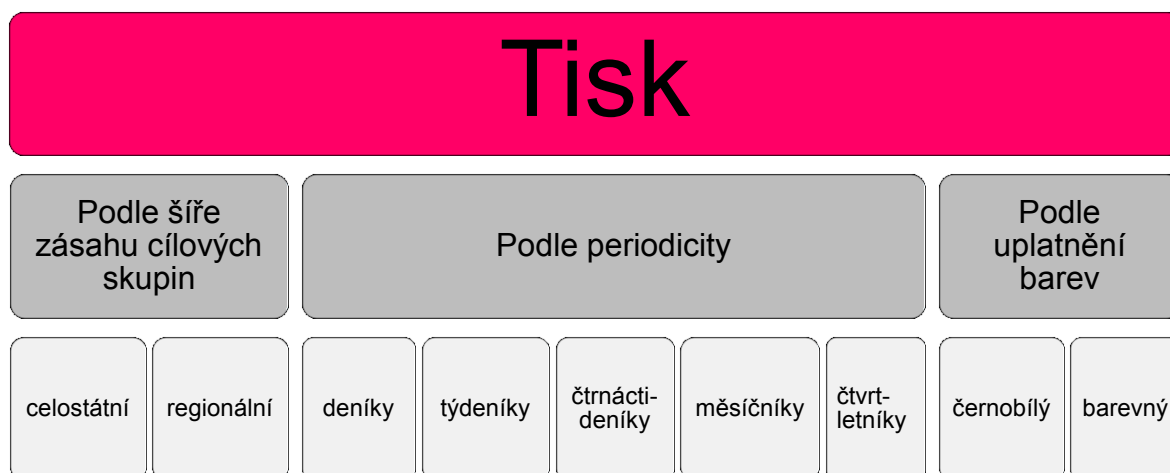 Tisk
Podle šíře
zásahu cílových
skupin
Podle periodicity
Podle
uplatnění
barev
celostátní
regionální
deníky
týdeníky
čtrnácti-
deníky
měsíčníky
čtvrt-
letníky
černobílý
barevný